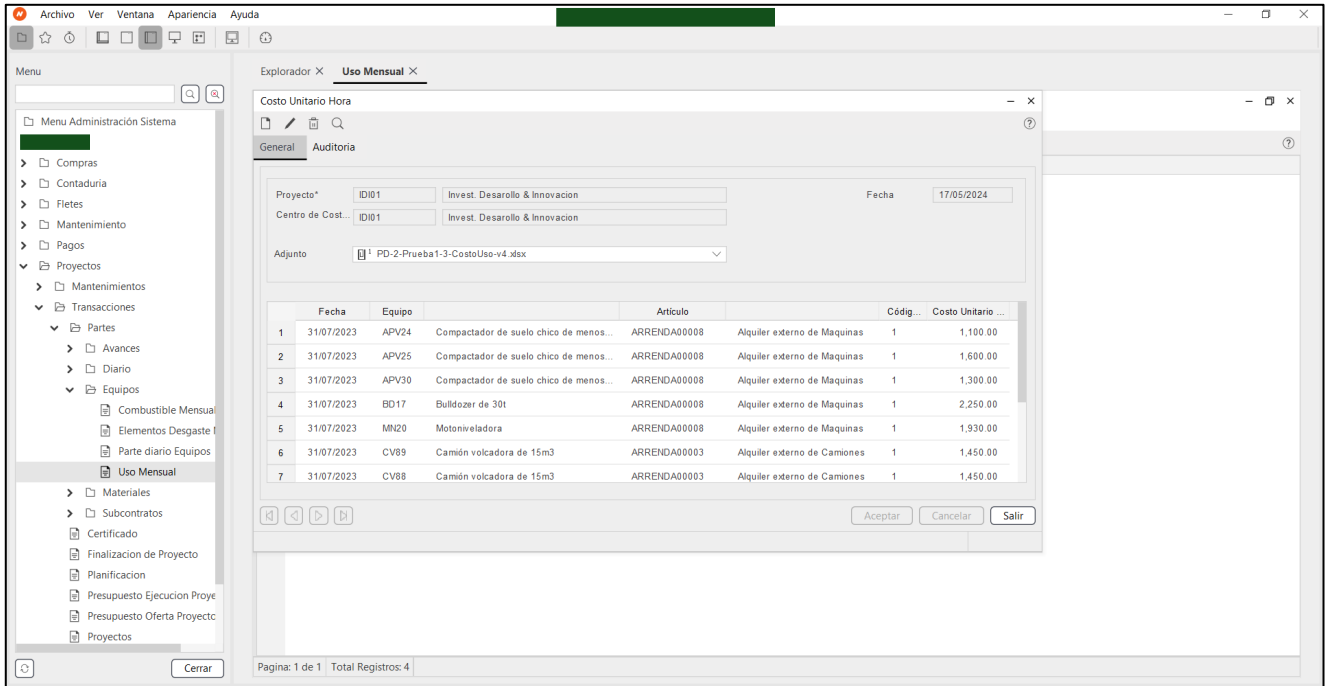 Archivo Ver Ventana Apariencia Ayuda
Menu
Menu Administración Sistema
Compras
Contaduria
Fletes
Mantenimiento
Pagos
Proyectos
Mantenimientos
Transacciones
Partes
Avances
Diario
Equipos
Combustible Mensual
Elementos Desgaste
Parte diario Equipos
Uso Mensual
Materiales
Subcontratos
Certificado
Finalizacion de Proyecto
Planificacion
Presupuesto Ejecucion Proye
Presupuesto Oferta Proyecto
Proyectos
Cerrar
Explorador Uso Mensual
Costo Unitario Hora
General Auditoria
Proyecto* IDI01 Invest. Desarollo & Innovacion Fecha 17/05/2024
Centro de Cost... IDI01 Invest. Desarollo & Innovacion
Adjunto 1 PD-2-Prueba1-3-CostoUso-v4.xlsx
Fecha Equipo Artículo Códig... Costo Unitario ...
1 31/07/2023 APV24 Compactador de suelo chico de menos... ARRENDA00008 Alquiler externo de Maquinas 1 1,100.00
2 31/07/2023 APV25 Compactador de suelo chico de menos... ARRENDA00008 Alquiler externo de Maquinas 1 1,600.00
3 31/07/2023 APV30 Compactador de suelo chico de menos... ARRENDA00008 Alquiler externo de Maquinas 1 1,300.00
4 31/07/2023 BD17 Bulldozer de 30t ARRENDA00008 Alquiler externo de Maquinas 1 2,250.00
5 31/07/2023 MN20 Motoniveladora ARRENDA00008 Alquiler externo de Maquinas 1 1,930.00
6 31/07/2023 CV89 Camión volcadora de 15m3 ARRENDA00003 Alquiler externo de Camiones 1 1,450.00
7 31/07/2023 CV88 Camión volcadora de 15m3 ARRENDA00003 Alquiler externo de Camiones 1 1,450.00
Aceptar Cancelar Salir
Pagina: 1 de 1 Total Registros: 4